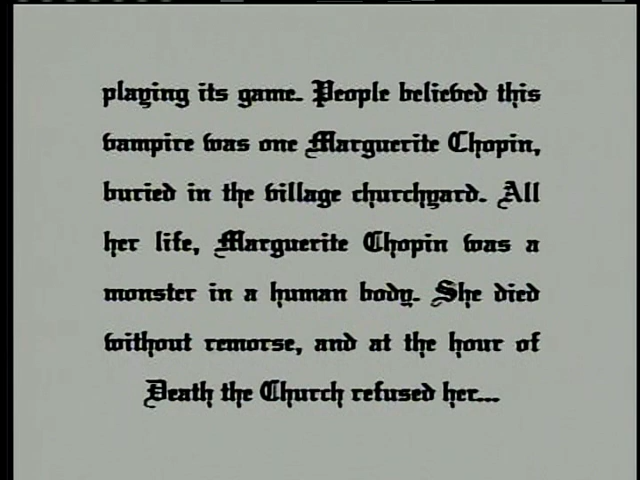 playing its game. People believed this
vampire was one Marguerite Chopin,
buried in the village churchyard. All
her life, Marguerite Chopin was a
monster in a human body. She died
without remorse, and at the hour of
Death the Church refused her...